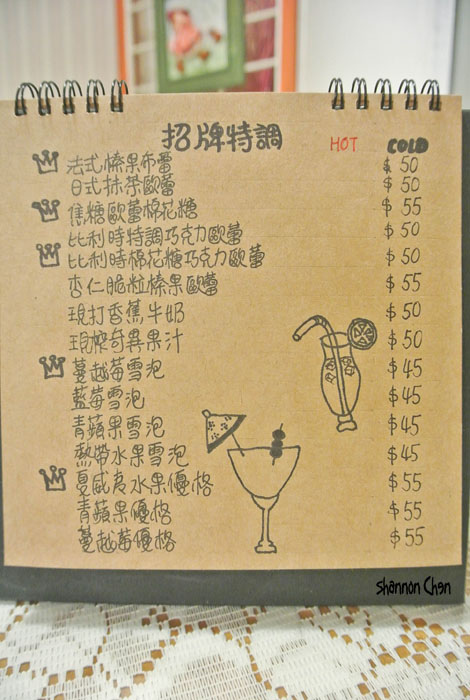 招牌特調 HOT COLD
法式榛果布蕾 $50
日式抹茶歐蕾 $50
焦糖歐蕾棉花糖 $55
比利時特調巧克力歐蕾 $50
比利時棉花糖巧克力歐蕾 $50
杏仁脆粒榛果歐蕾 $55
現打香蕉牛奶 $50
現榨奇異果汁 $50
蔓越莓雪泡 $45
藍莓雪泡 $45
青蘋果雪泡 $45
熱帶水果雪泡 $45
夏威夷水果優格 $55
青蘋果優格 $55
蔓越莓優格 $55
Shannon Chen